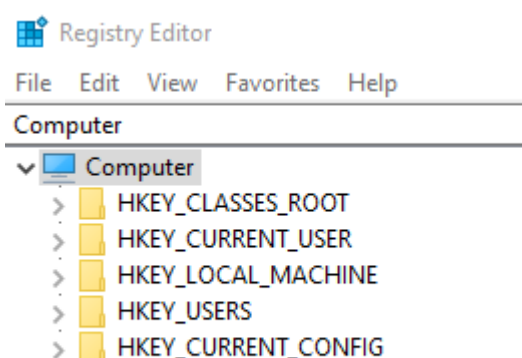 Registry Editor
File Edit View Favorites Help
Computer
Computer
HKEY_CLASSES_ROOT
HKEY_CURRENT_USER
HKEY_LOCAL_MACHINE
HKEY_USERS
HKEY_CURRENT_CONFIG